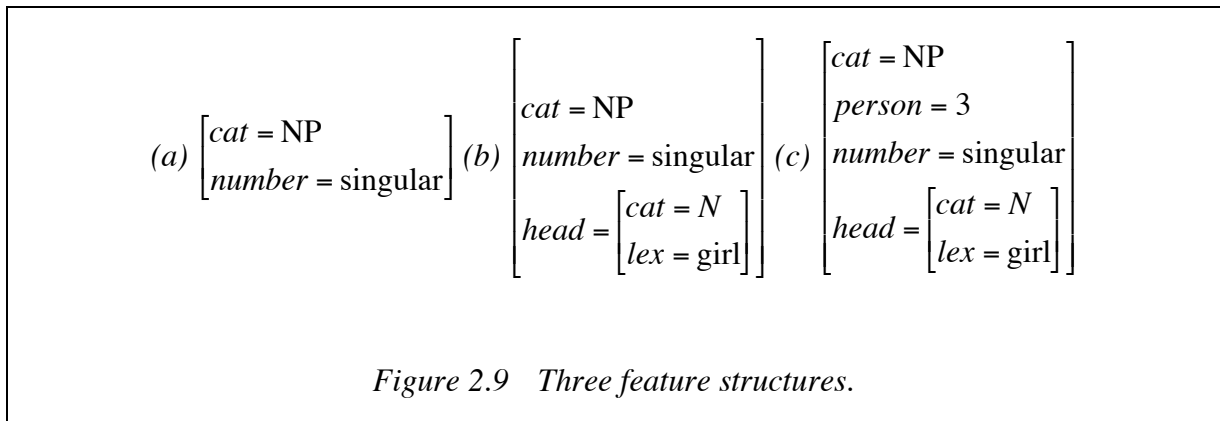 (a) [cat = NP
number = singular]
(b) [cat = NP
number = singular
head = [cat = N
lex = girl]]
(c) [cat = NP
person = 3
number = singular
head = [cat = N
lex = girl]]
Figure 2.9 Three feature structures.